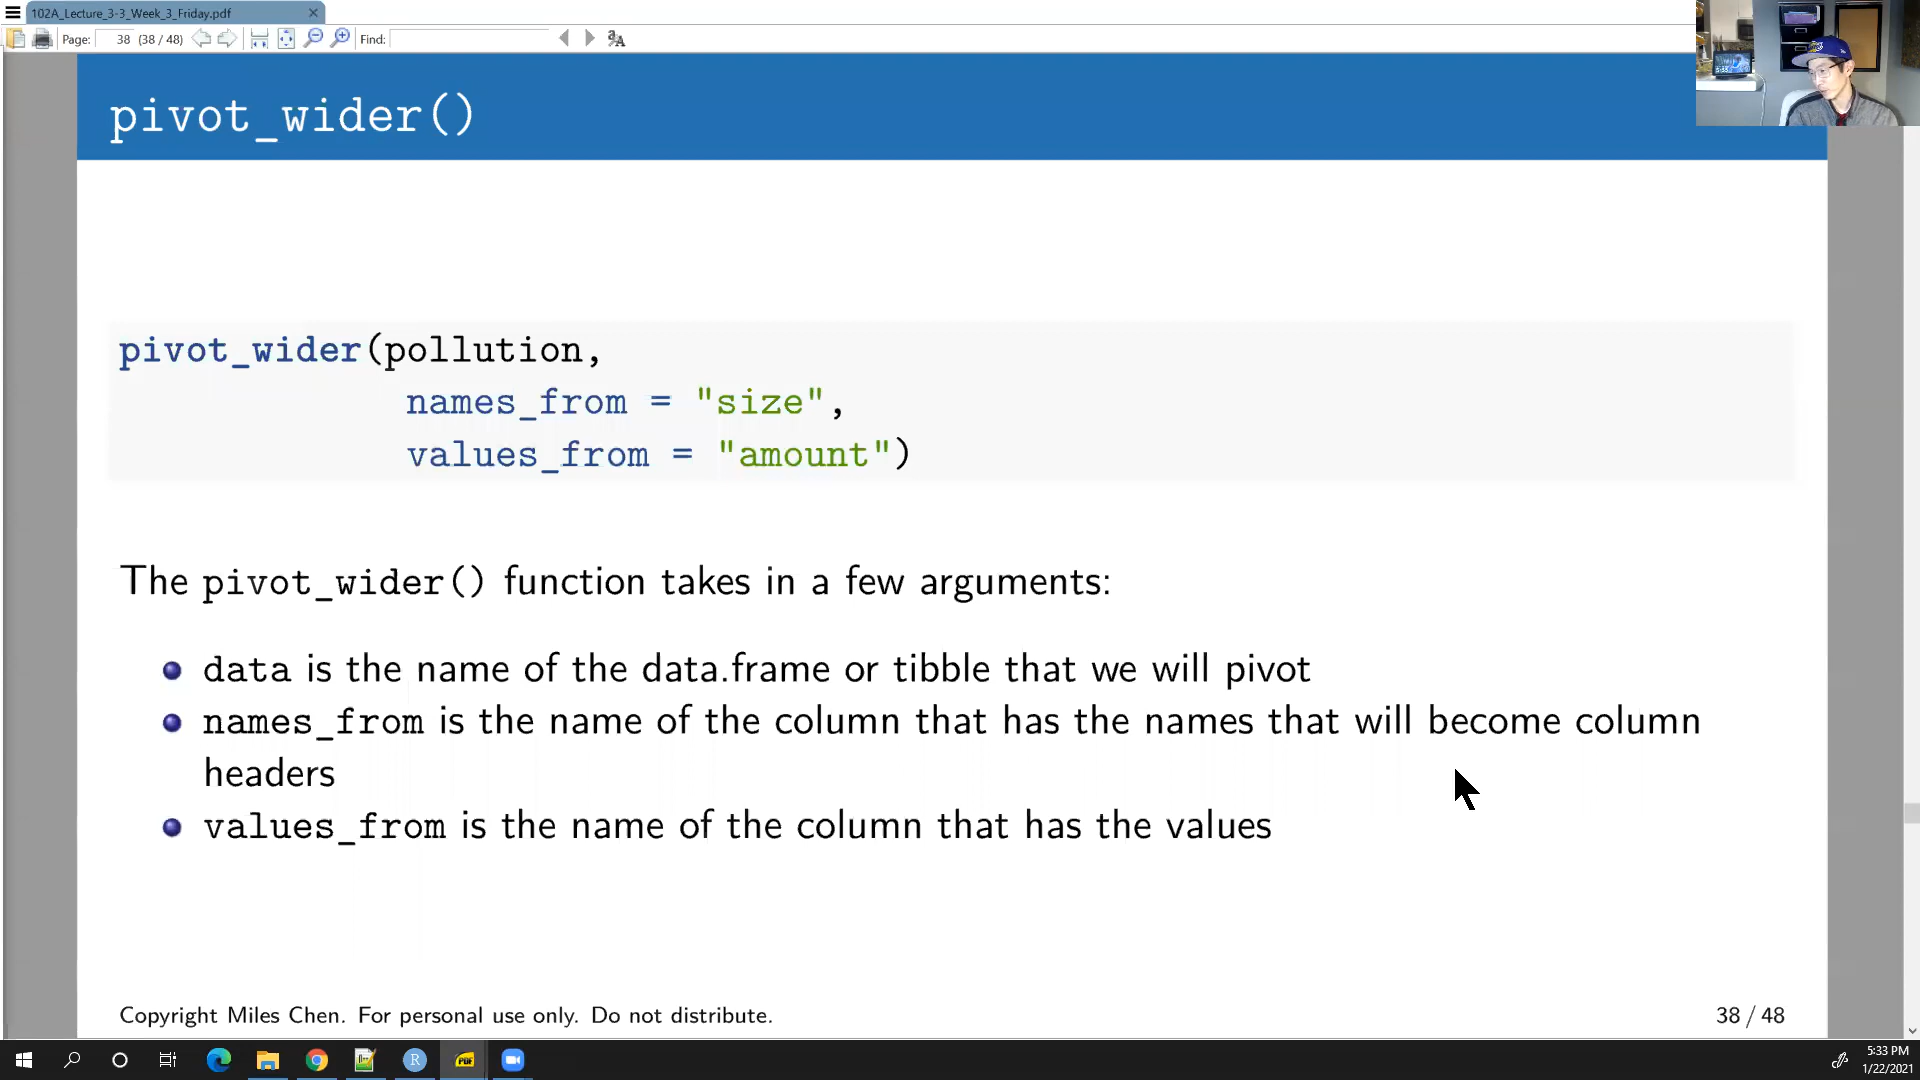 102A_Lecture_3-3_Week_3_Friday.pdf
Page: 38 (38 / 48) Find:
pivot_wider()
pivot_wider(pollution,
names_from = "size",
values_from = "amount")
The pivot_wider() function takes in a few arguments:
data is the name of the data.frame or tibble that we will pivot
names_from is the name of the column that has the names that will become column
headers
values_from is the name of the column that has the values
Copyright Miles Chen. For personal use only. Do not distribute.
38 / 48
5:33 PM
1/22/2021